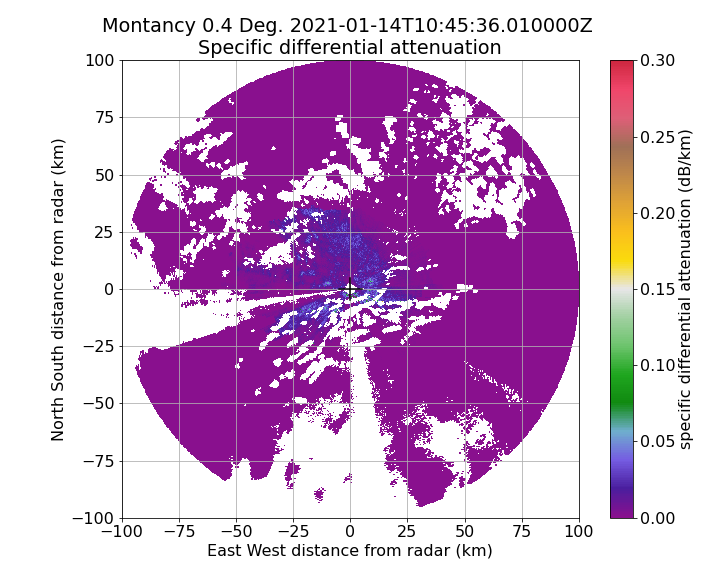 Montancy 0.4 Deg. 2021-01-14T10:45:36.010000Z
Specific differential attenuation
100
75
50
25
0
−25
−50
−75
−100
North South distance from radar (km)
−100 −75 −50 −25 0 25 50 75 100
East West distance from radar (km)
0.30
0.25
0.20
0.15
0.10
0.05
0.00
specific differential attenuation (dB/km)